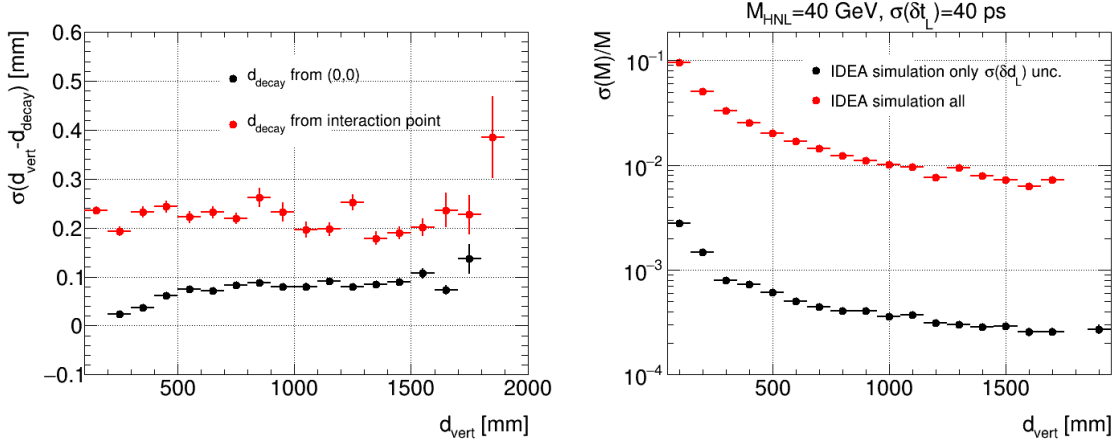 σ(d_vert-d_decay) [mm]
0.6
0.5
0.4
0.3
0.2
0.1
0
−0.1
d_decay from (0,0)
d_decay from interaction point
500 1000 1500 2000
d_vert [mm]
M_HNL=40 GeV, σ(δt_L)=40 ps
σ(M)/M
10^−1
10^−2
10^−3
10^−4
IDEA simulation only σ(δd_L) unc.
IDEA simulation all
500 1000 1500
d_vert [mm]